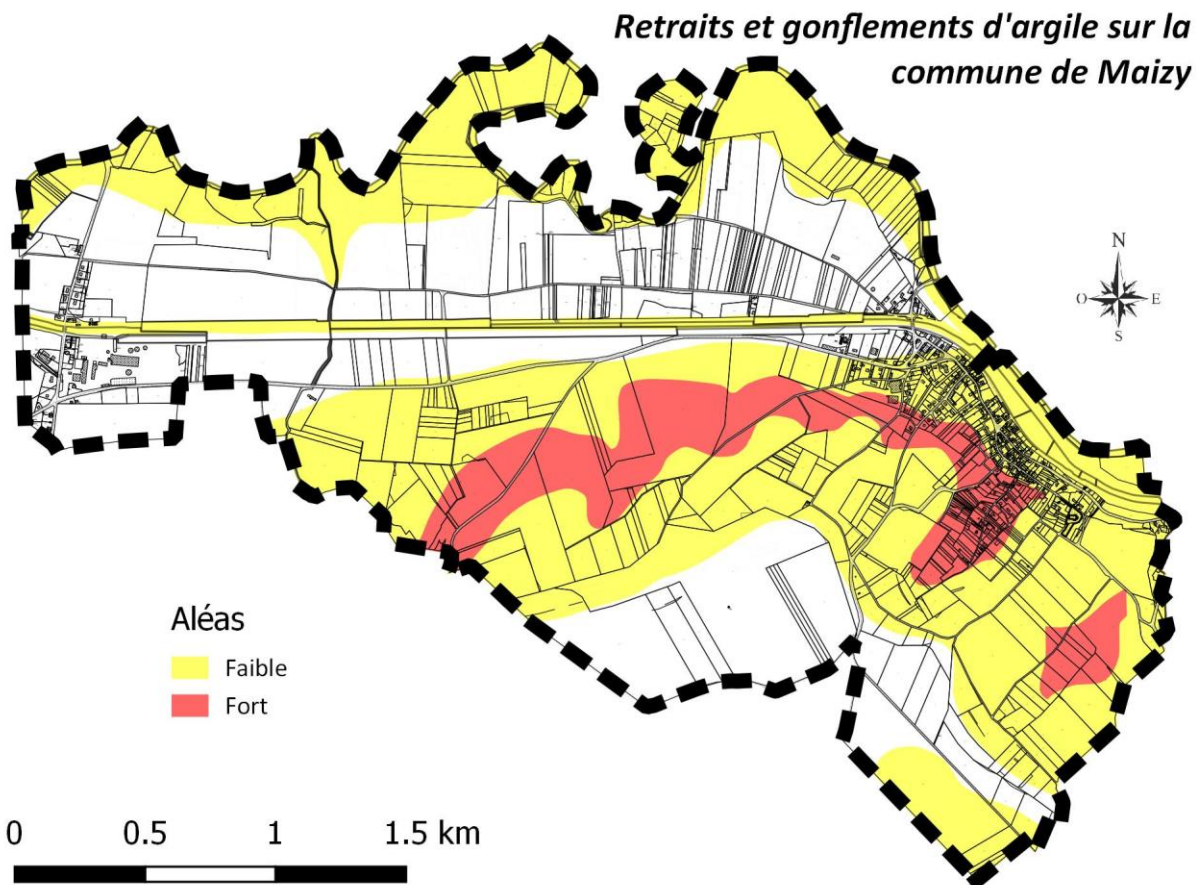 Retraits et gonflements d'argile sur la
commune de Maizy
N
O
E
S
Aléas
Faible
Fort
0 0.5 1 1.5 km